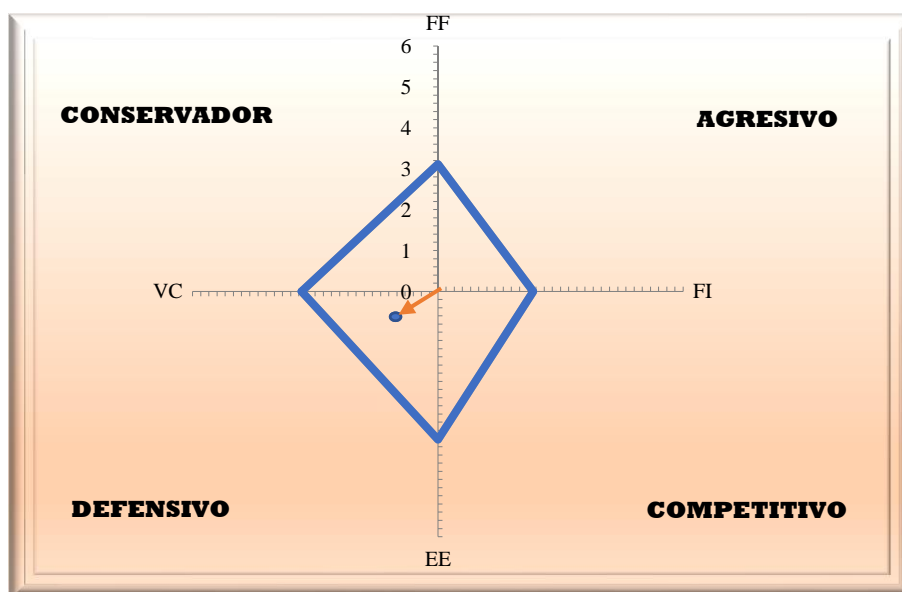 FF
6
5
CONSERVADOR
AGRESIVO
4
3
2
1
VC
0
FI
DEFENSIVO
COMPETITIVO
EE